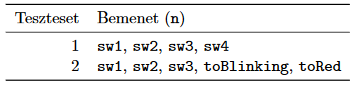 Teszteset Bemenet (n)
1 sw1, sw2, sw3, sw4
2 sw1, sw2, sw3, toBlinking, toRed